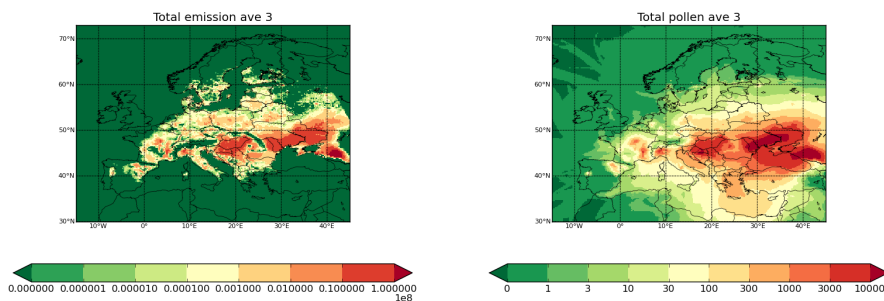 Total emission ave 3
70°N
60°N
50°N
40°N
30°N
10°W 0° 10°E 20°E 30°E 40°E
0.000000 0.000001 0.000010 0.000100 0.001000 0.010000 0.100000 1.000000
1e8
Total pollen ave 3
70°N
60°N
50°N
40°N
30°N
10°W 0° 10°E 20°E 30°E 40°E
0 1 3 10 30 100 300 1000 3000 10000